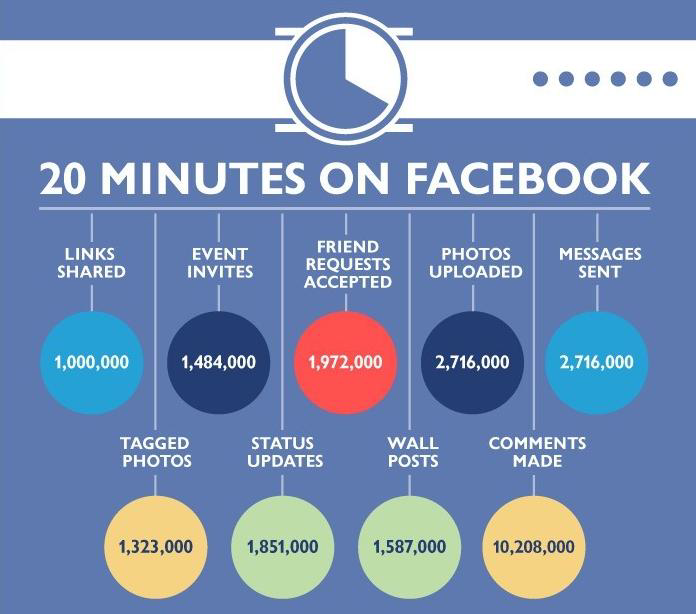 20 MINUTES ON FACEBOOK
LINKS
SHARED
1,000,000
EVENT
INVITES
1,484,000
FRIEND
REQUESTS
ACCEPTED
1,972,000
PHOTOS
UPLOADED
2,716,000
MESSAGES
SENT
2,716,000
TAGGED
PHOTOS
1,323,000
STATUS
UPDATES
1,851,000
WALL
POSTS
1,587,000
COMMENTS
MADE
10,208,000